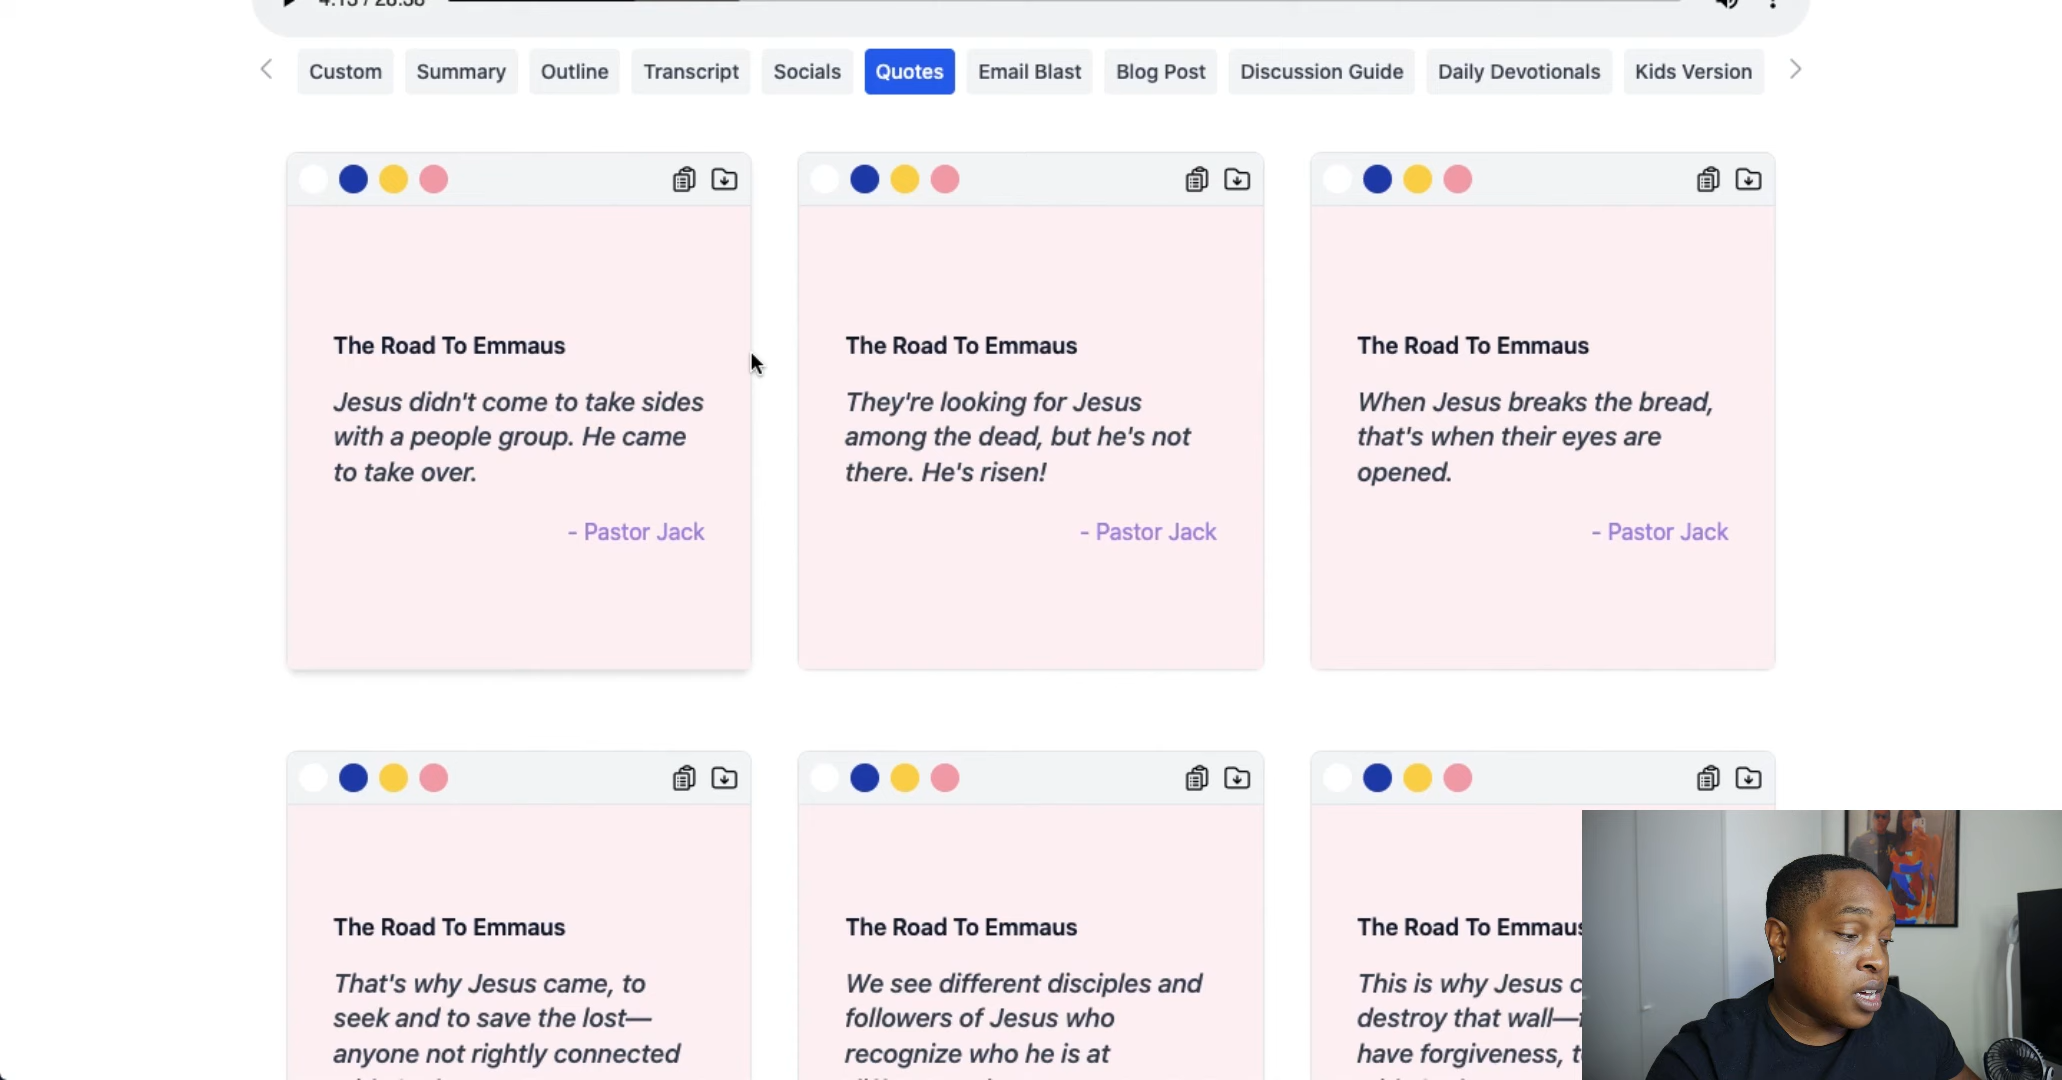 Custom Summary Outline Transcript Socials Quotes Email Blast Blog Post Discussion Guide Daily Devotionals Kids Version
The Road To Emmaus
Jesus didn't come to take sides
with a people group. He came
to take over.
- Pastor Jack
The Road To Emmaus
They're looking for Jesus
among the dead, but he's not
there. He's risen!
- Pastor Jack
The Road To Emmaus
When Jesus breaks the bread,
that's when their eyes are
opened.
- Pastor Jack
The Road To Emmaus
That's why Jesus came, to
seek and to save the lost—
anyone not rightly connected
The Road To Emmaus
We see different disciples and
followers of Jesus who
recognize who he is at
The Road To Emmaus
This is why Jesus
destroy that wall—
have forgiveness,